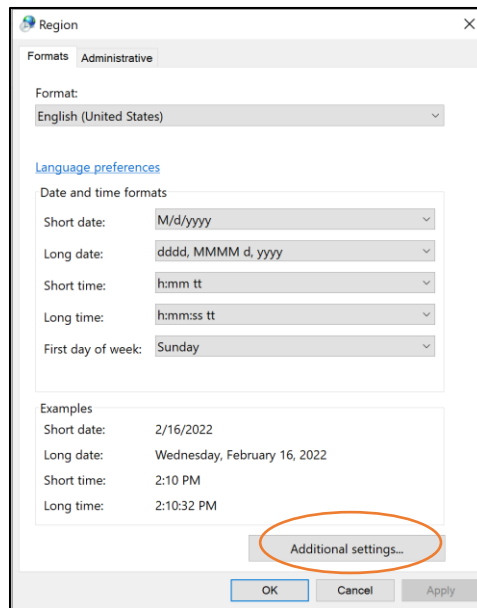 Region
Formats Administrative
Format:
English (United States)
Language preferences
Date and time formats
Short date: M/d/yyyy
Long date: dddd, MMMM d, yyyy
Short time: h:mm tt
Long time: h:mm:ss tt
First day of week: Sunday
Examples
Short date: 2/16/2022
Long date: Wednesday, February 16, 2022
Short time: 2:10 PM
Long time: 2:10:32 PM
Additional settings...
OK Cancel Apply